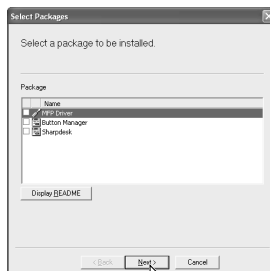 Select Packages
Select a package to be installed.
Package
Name
MFP Driver
Button Manager
Sharpdesk
Display README
< Back
Next >
Cancel